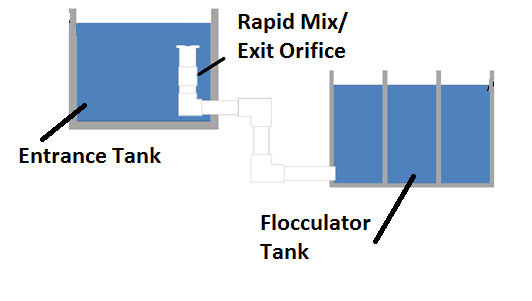 Rapid Mix/
Exit Orifice
Entrance Tank
Flocculator
Tank